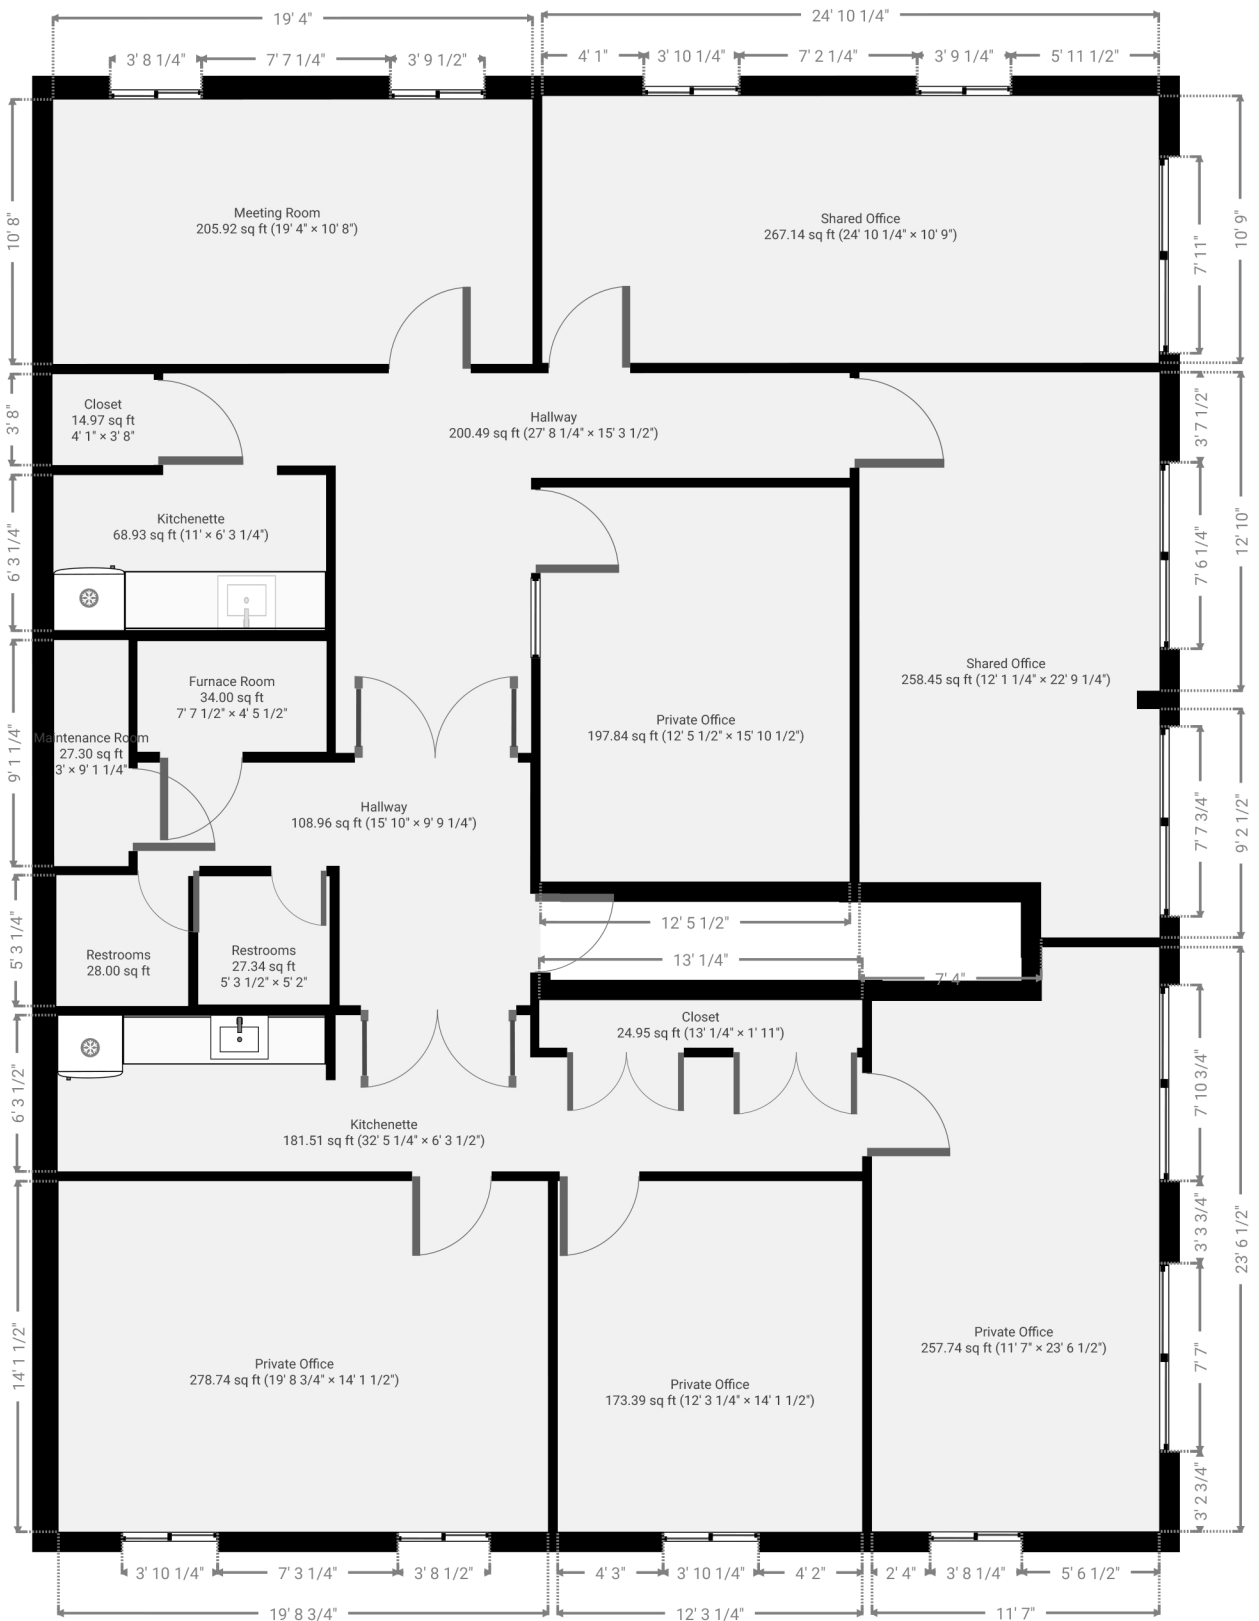 19' 4"
24' 10 1/4"
3' 8 1/4"
7' 7 1/4"
3' 9 1/2"
4' 1"
3' 10 1/4"
7' 2 1/4"
3' 9 1/4"
5' 11 1/2"
10' 8"
Meeting Room
205.92 sq ft (19' 4" × 10' 8")
Shared Office
267.14 sq ft (24' 10 1/4" × 10' 9")
7' 11"
10' 9"
3' 8"
Closet
14.97 sq ft
4' 1" × 3' 8"
Hallway
200.49 sq ft (27' 8 1/4" × 15' 3 1/2")
3' 7 1/2"
12' 10"
6' 3 1/4"
Kitchenette
68.93 sq ft (11' × 6' 3 1/4")
7' 6 1/4"
9' 1 1/4"
Furnace Room
34.00 sq ft
7' 7 1/2" × 4' 5 1/2"
Maintenance Room
27.30 sq ft
3' × 9' 1 1/4"
Private Office
197.84 sq ft (12' 5 1/2" × 15' 10 1/2")
Shared Office
258.45 sq ft (12' 1 1/4" × 22' 9 1/4")
Hallway
108.96 sq ft (15' 10" × 9' 9 1/4")
7' 7 3/4"
9' 2 1/2"
5' 3 1/4"
Restrooms
28.00 sq ft
Restrooms
27.34 sq ft
5' 3 1/2" × 5' 2"
12' 5 1/2"
13' 1/4"
7' 4"
Closet
24.95 sq ft (13' 1/4" × 1' 11")
6' 3 1/2"
Kitchenette
181.51 sq ft (32' 5 1/4" × 6' 3 1/2")
7' 10 3/4"
3' 3 3/4"
23' 6 1/2"
14' 1 1/2"
Private Office
278.74 sq ft (19' 8 3/4" × 14' 1 1/2")
Private Office
173.39 sq ft (12' 3 1/4" × 14' 1 1/2")
Private Office
257.74 sq ft (11' 7" × 23' 6 1/2")
7' 7"
3' 2 3/4"
3' 10 1/4"
7' 3 1/4"
3' 8 1/2"
4' 3"
3' 10 1/4"
4' 2"
2' 4"
3' 8 1/4"
5' 6 1/2"
19' 8 3/4"
12' 3 1/4"
11' 7"